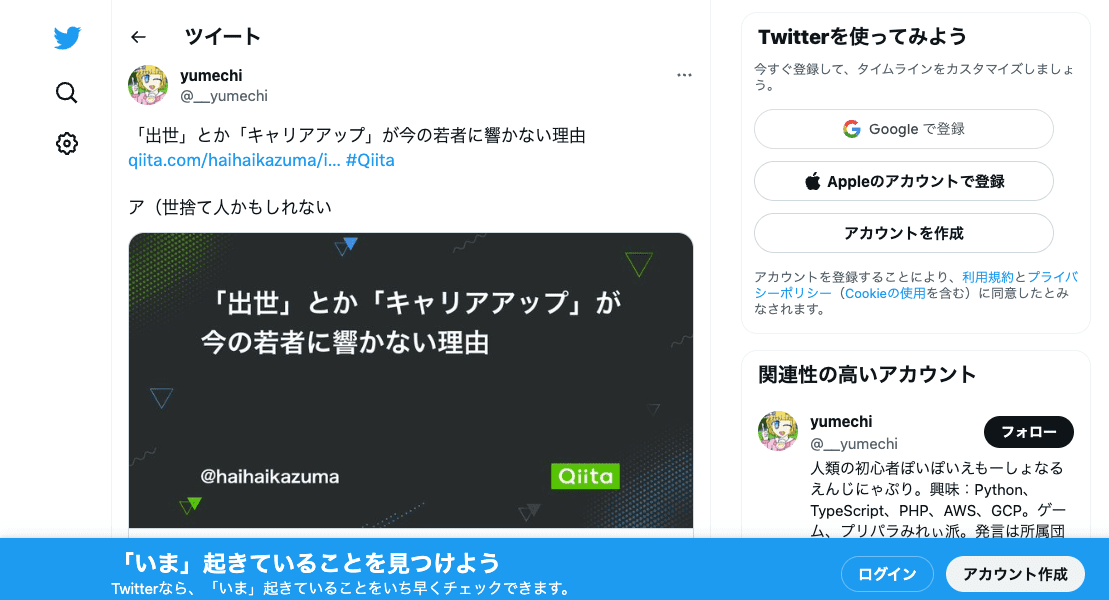 ツイート
yumechi
@__yumechi
「出世」とか「キャリアアップ」が今の若者に響かない理由
qiita.com/haihaikazuma/i... #Qiita
ア（世捨て人かもしれない
「出世」とか「キャリアアップ」が
今の若者に響かない理由
@haihaikazuma
Qiita
Twitterを使ってみよう
今すぐ登録して、タイムラインをカスタマイズしましょ
う。
Google で登録
Appleのアカウントで登録
アカウントを作成
アカウントを登録することにより、利用規約とプライバ
シーポリシー（Cookieの使用を含む）に同意したとみ
なされます。
関連性の高いアカウント
yumechi
@__yumechi
フォロー
人類の初心者ぽいぽいえもーしょなる
えんじにゃぷり。興味：Python、
TypeScript、PHP、AWS、GCP。ゲー
ム、プリパラみれぃ派。発言は所属団
「いま」起きていることを見つけよう
Twitterなら、「いま」起きていることをいち早くチェックできます。
ログイン
アカウント作成